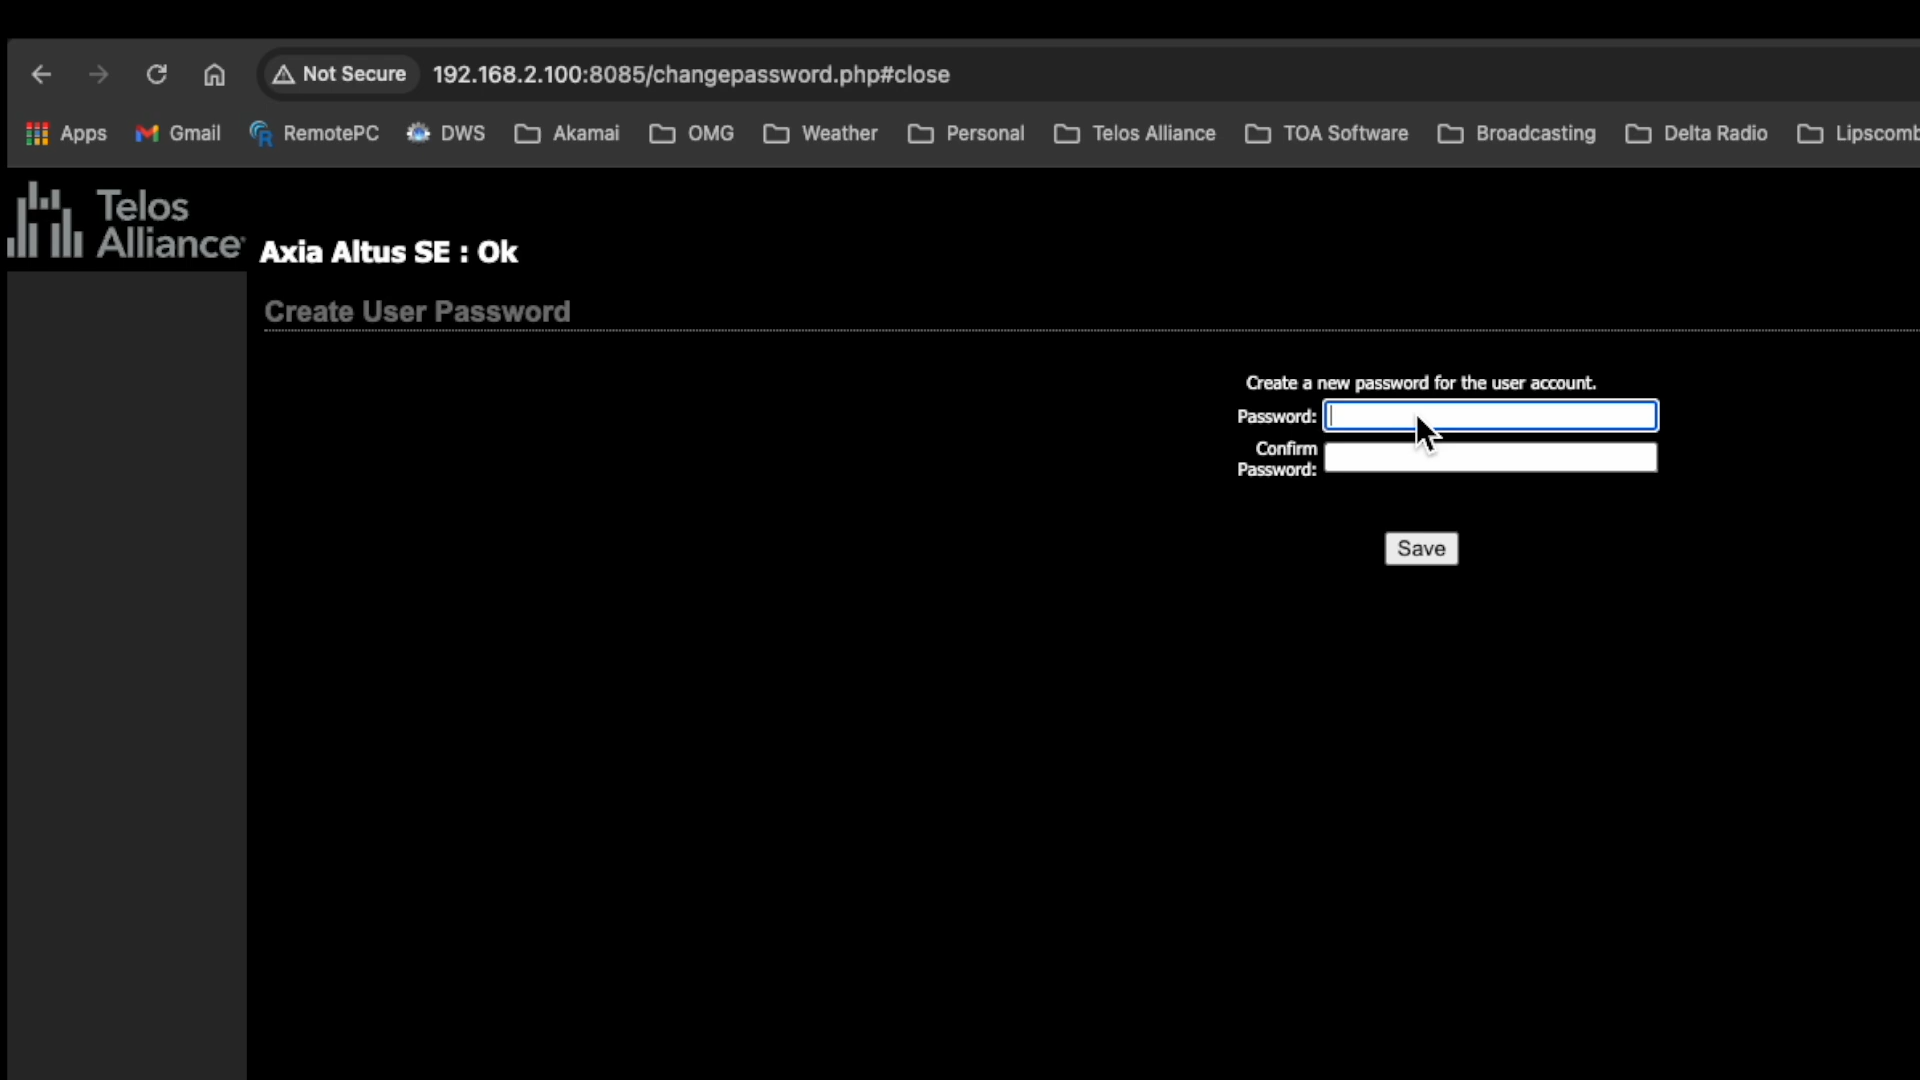 Not Secure 192.168.2.100:8085/changepassword.php#close
Apps Gmail RemotePC DWS Akamai OMG Weather Personal Telos Alliance TOA Software Broadcasting Delta Radio Lipscomb
Telos
Alliance
Axia Altus SE : Ok
Create User Password
Create a new password for the user account.
Password:
Confirm
Password:
Save